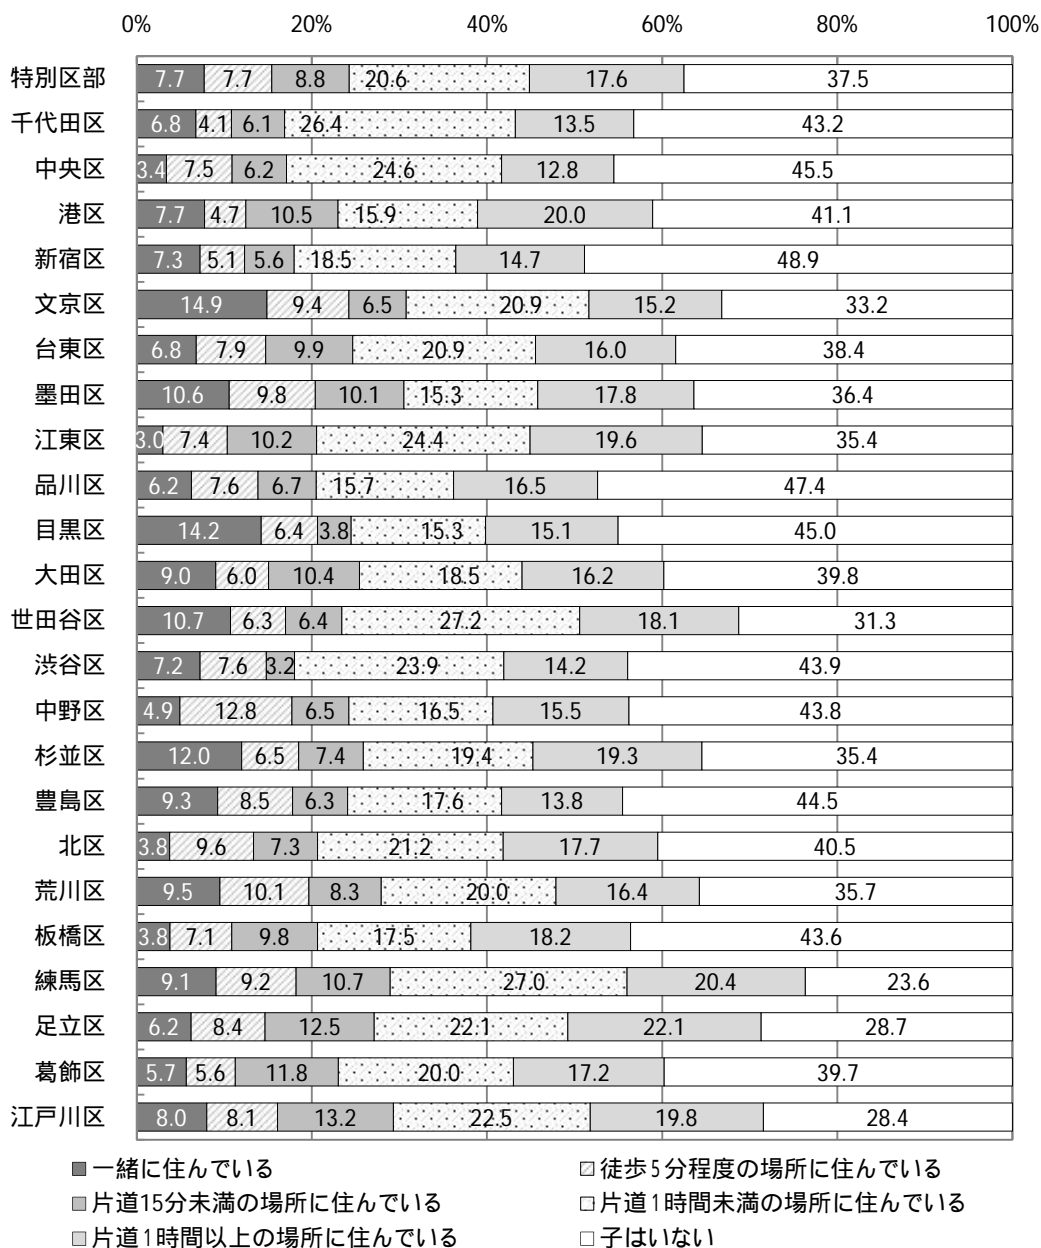 0% 20% 40% 60% 80% 100%
特別区部 7.7 7.7 8.8 20.6 17.6 37.5
千代田区 6.8 4.1 6.1 26.4 13.5 43.2
中央区 3.4 7.5 6.2 24.6 12.8 45.5
港区 7.7 4.7 10.5 15.9 20.0 41.1
新宿区 7.3 5.1 5.6 18.5 14.7 48.9
文京区 14.9 9.4 6.5 20.9 15.2 33.2
台東区 6.8 7.9 9.9 20.9 16.0 38.4
墨田区 10.6 9.8 10.1 15.3 17.8 36.4
江東区 3.0 7.4 10.2 24.4 19.6 35.4
品川区 6.2 7.6 6.7 15.7 16.5 47.4
目黒区 14.2 6.4 3.8 15.3 15.1 45.0
大田区 9.0 6.0 10.4 18.5 16.2 39.8
世田谷区 10.7 6.3 6.4 27.2 18.1 31.3
渋谷区 7.2 7.6 3.2 23.9 14.2 43.9
中野区 4.9 12.8 6.5 16.5 15.5 43.8
杉並区 12.0 6.5 7.4 19.4 19.3 35.4
豊島区 9.3 8.5 6.3 17.6 13.8 44.5
北区 3.8 9.6 7.3 21.2 17.7 40.5
荒川区 9.5 10.1 8.3 20.0 16.4 35.7
板橋区 3.8 7.1 9.8 17.5 18.2 43.6
練馬区 9.1 9.2 10.7 27.0 20.4 23.6
足立区 6.2 8.4 12.5 22.1 22.1 28.7
葛飾区 5.7 5.6 11.8 20.0 17.2 39.7
江戸川区 8.0 8.1 13.2 22.5 19.8 28.4
一緒に住んでいる 徒歩5分程度の場所に住んでいる
片道15分未満の場所に住んでいる 片道1時間未満の場所に住んでいる
片道1時間以上の場所に住んでいる 子はいない